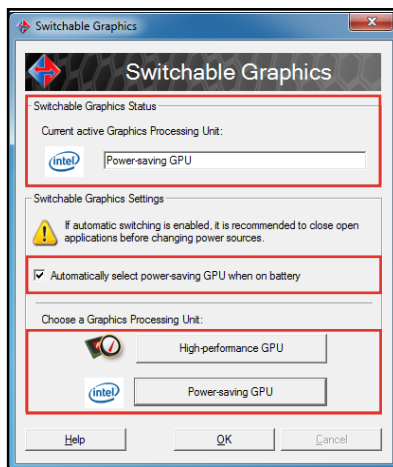 Switchable Graphics
Switchable Graphics
Switchable Graphics Status
Current active Graphics Processing Unit:
intel
Power-saving GPU
Switchable Graphics Settings
If automatic switching is enabled, it is recommended to close open
applications before changing power sources.
Automatically select power-saving GPU when on battery
Choose a Graphics Processing Unit:
High-performance GPU
intel
Power-saving GPU
Help
OK
Cancel